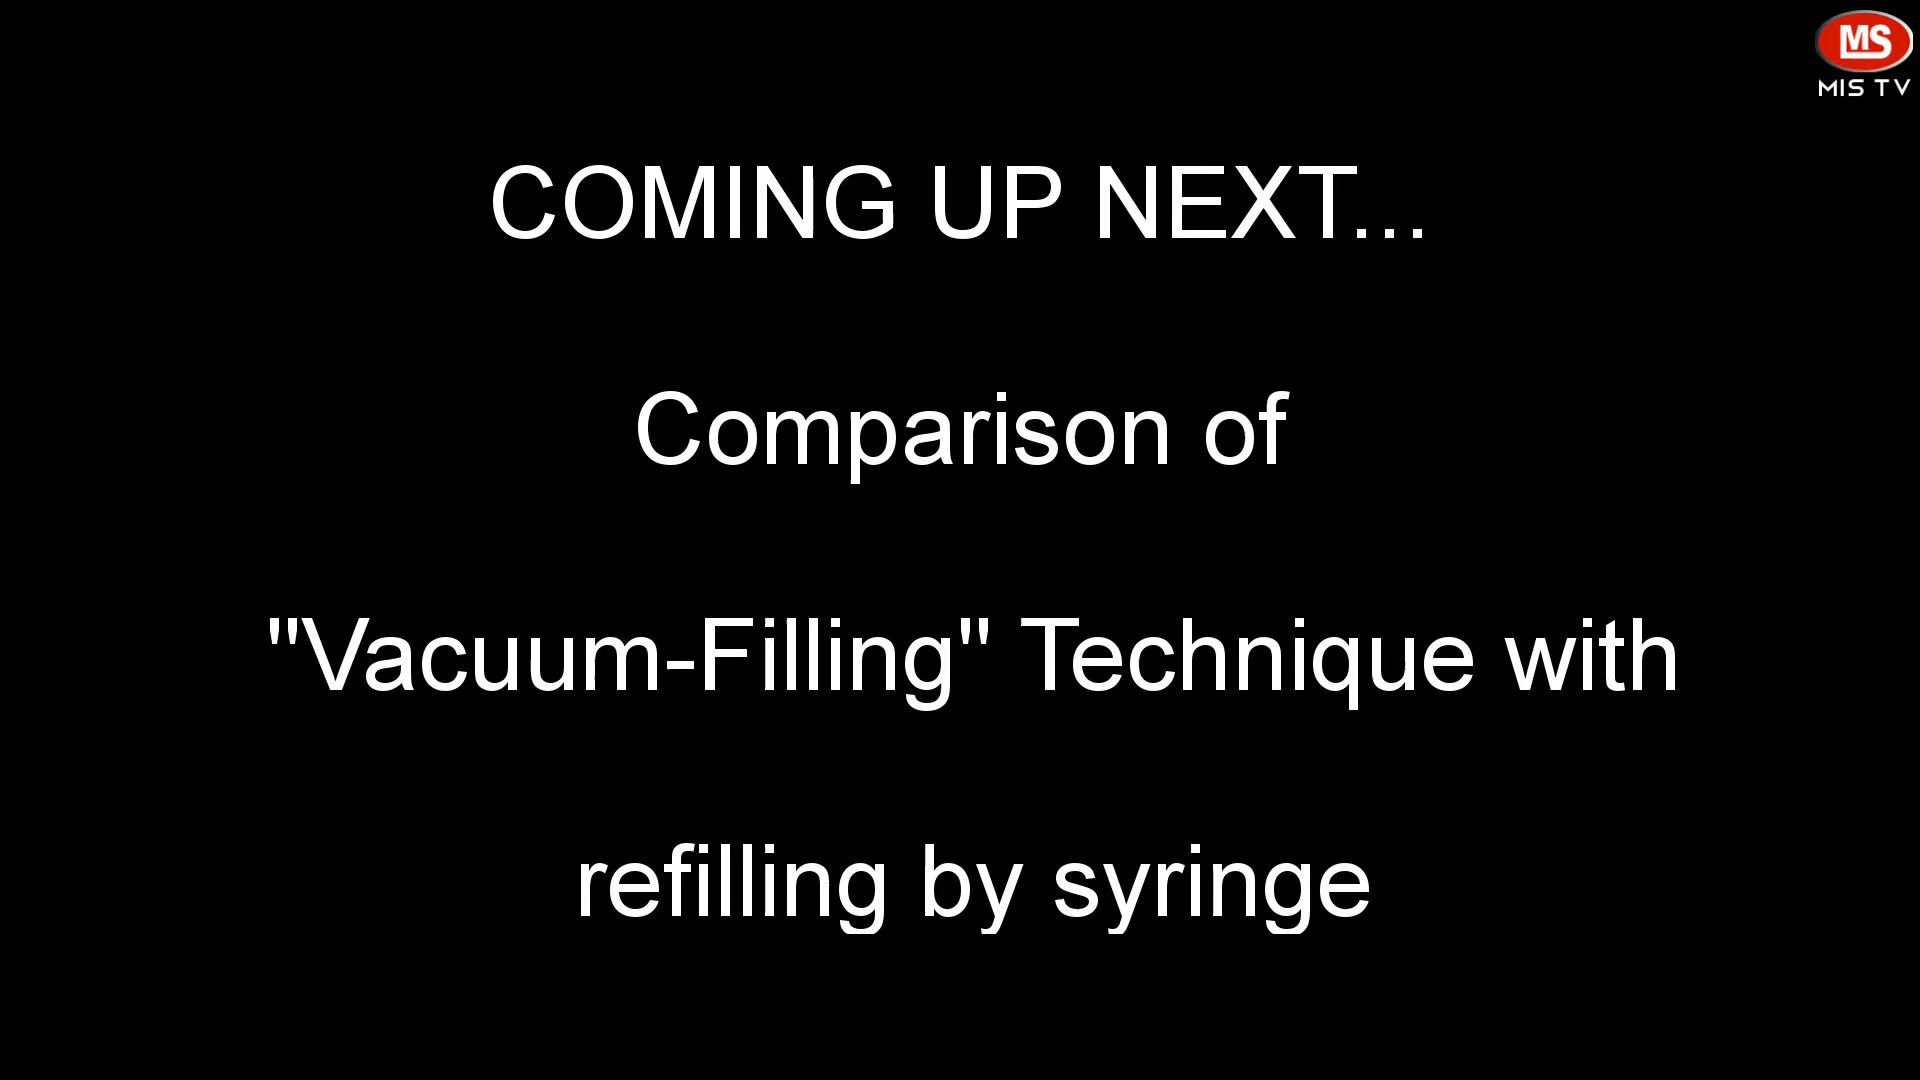 MS
MIS TV
COMING UP NEXT...
Comparison of
"Vacuum-Filling" Technique with
refilling by syringe